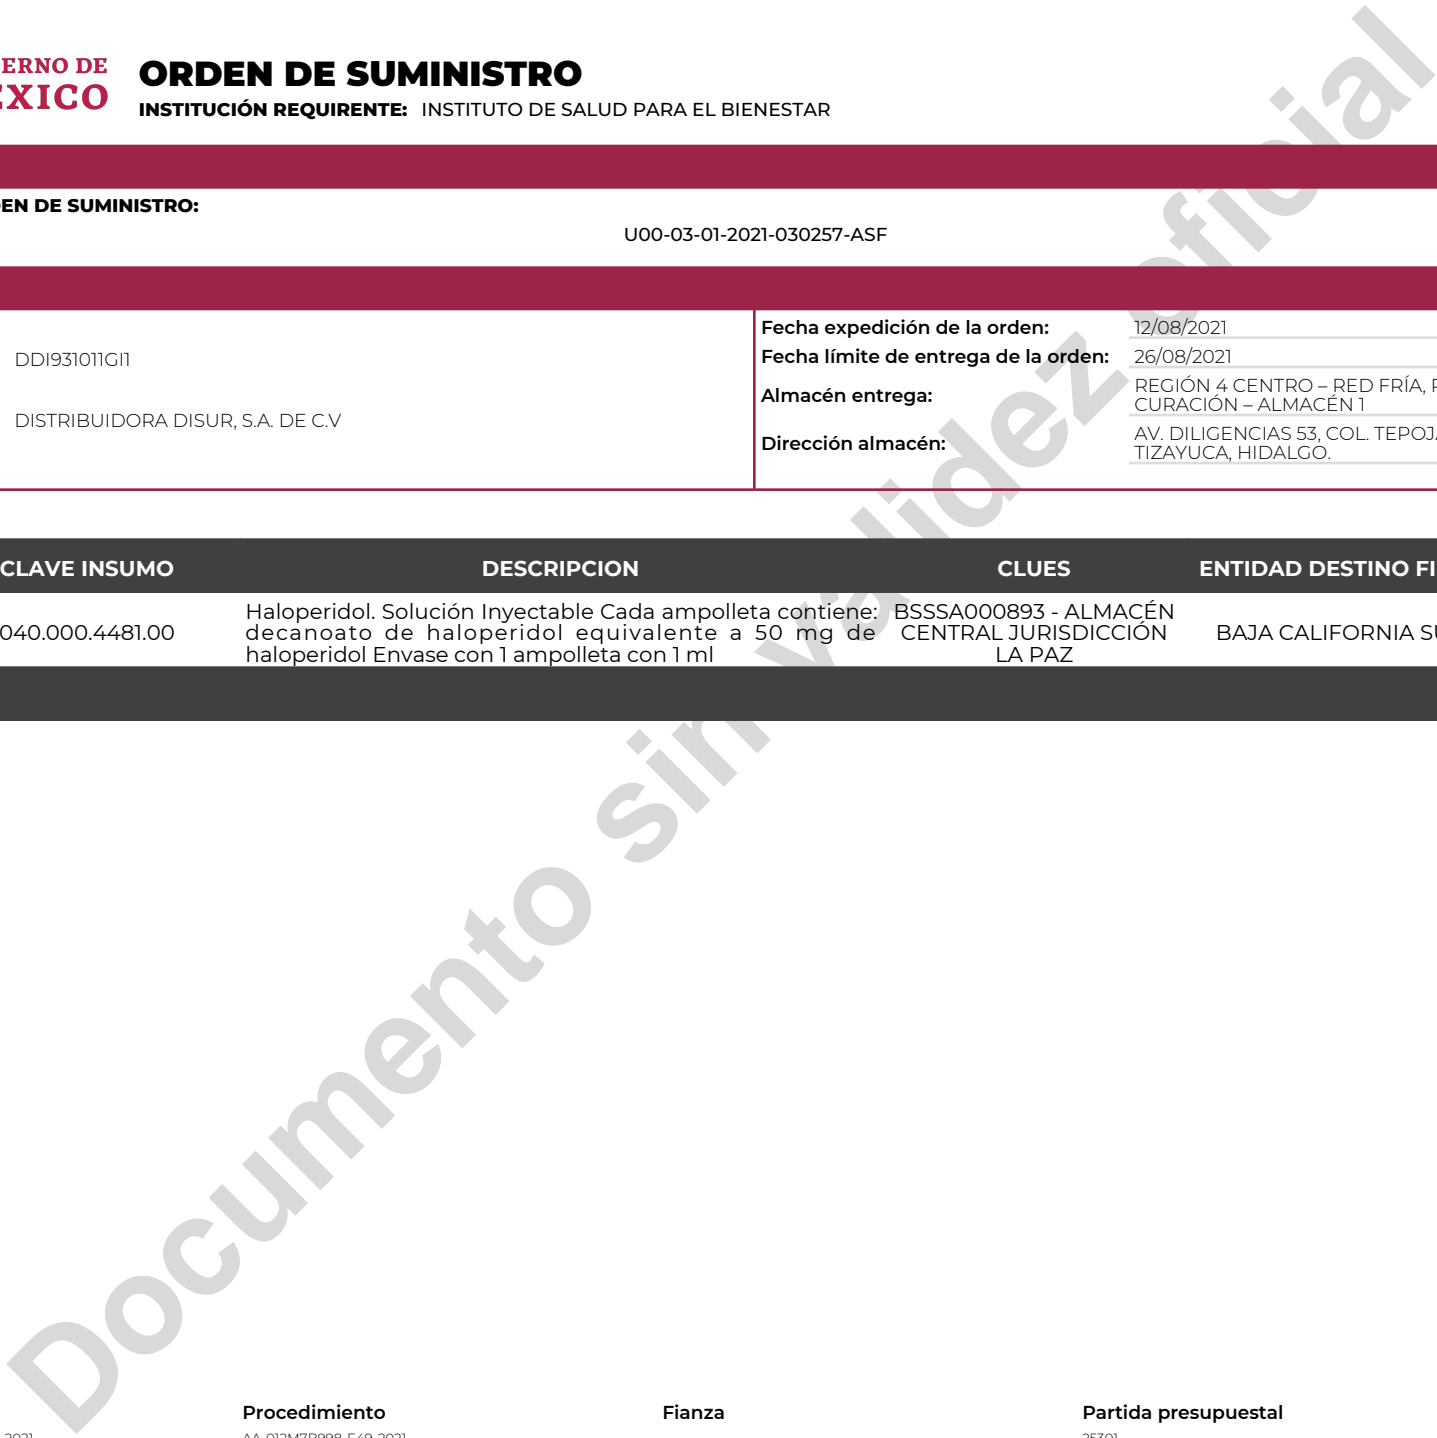 ERNO DE
ÉXICO
ORDEN DE SUMINISTRO
INSTITUCIÓN REQUIRENTE: INSTITUTO DE SALUD PARA EL BIENESTAR
EN DE SUMINISTRO:
U00-03-01-2021-030257-ASF
DDI931011GI1
DISTRIBUIDORA DISUR, S.A. DE C.V
Fecha expedición de la orden: 12/08/2021
Fecha límite de entrega de la orden: 26/08/2021
Almacén entrega: REGIÓN 4 CENTRO – RED FRÍA,
CURACIÓN – ALMACÉN 1
Dirección almacén: AV. DILIGENCIAS 53, COL. TEPOJ
TIZAYUCA, HIDALGO.
CLAVE INSUMO DESCRIPCION CLUES ENTIDAD DESTINO FI
040.000.4481.00
Haloperidol. Solución Inyectable Cada ampolleta contiene:
decanoato de haloperidol equivalente a 50 mg de
haloperidol Envase con 1 ampolleta con 1 ml
BSSSA000893 - ALMACÉN
CENTRAL JURISDICCIÓN
LA PAZ
BAJA CALIFORNIA S
Documento sin validez oficial
Procedimiento Fianza Partida presupuestal